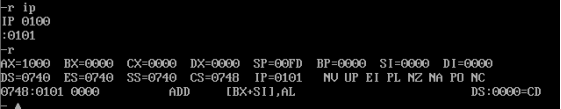 -r ip
IP 0100
:0101
-r
AX=1000  BX=0000  CX=0000  DX=0000  SP=00FD  BP=0000  SI=0000  DI=0000
DS=0740  ES=0740  SS=0740  CS=0748  IP=0101   NV UP EI PL NZ NA PO NC
0748:0101 0000          ADD     [BX+SI],AL                         DS:0000=CD
-